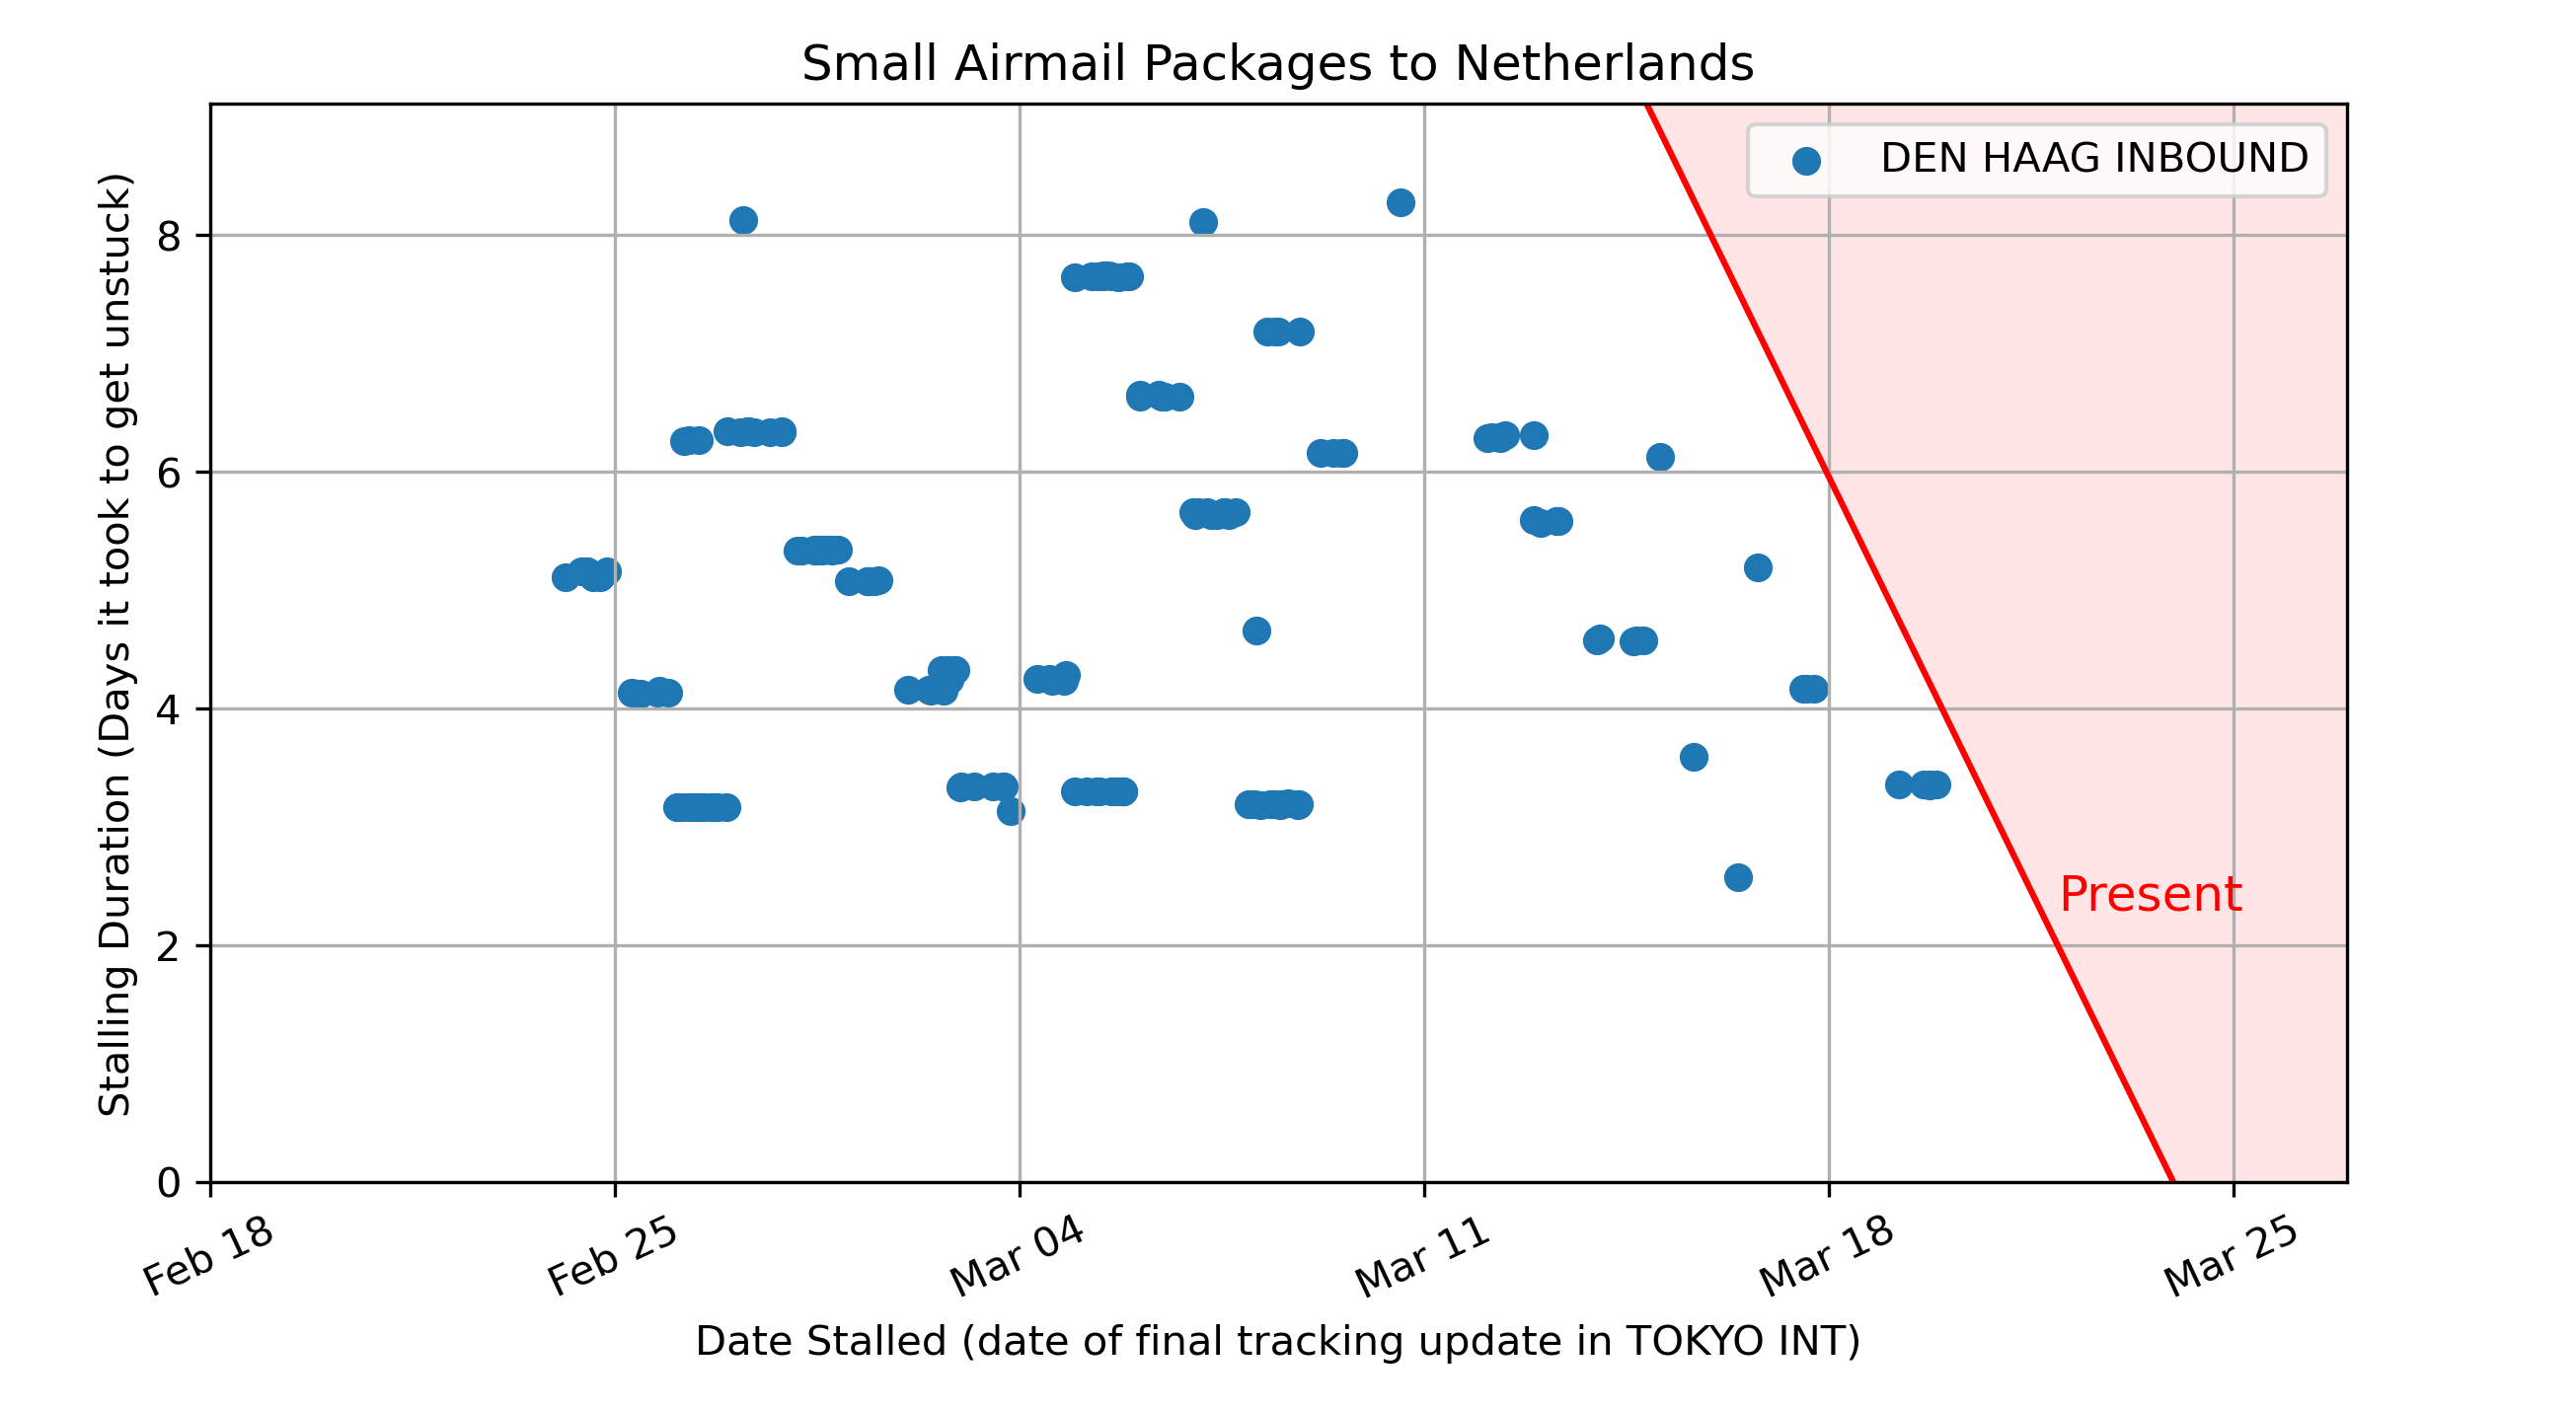 Small Airmail Packages to Netherlands
DEN HAAG INBOUND
Stalling Duration (Days it took to get unstuck)
8
6
4
2
0
Present
Feb 18
Feb 25
Mar 04
Mar 11
Mar 18
Mar 25
Date Stalled (date of final tracking update in TOKYO INT)